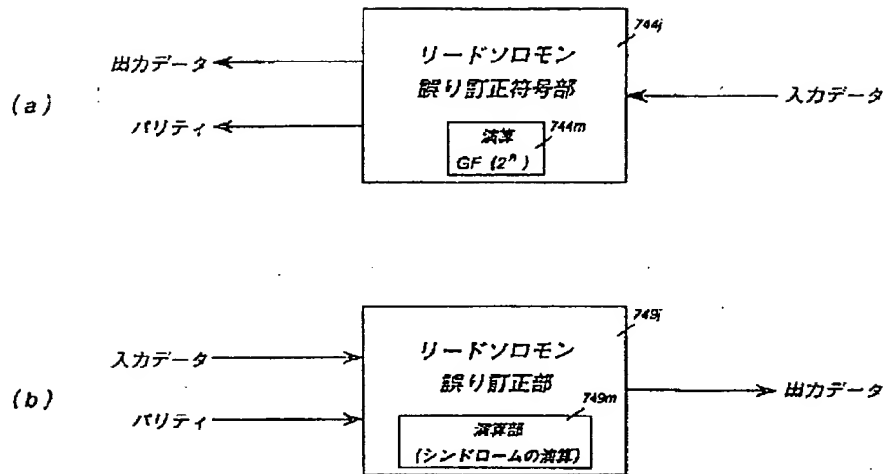 (a)
出力データ
パリティ
リードソロモン
誤り訂正符号部
744j
演算
GF (2ⁿ)
744m
入力データ
(b)
入力データ
パリティ
リードソロモン
誤り訂正部
749j
749m
演算部
(シンドロームの演算)
出力データ